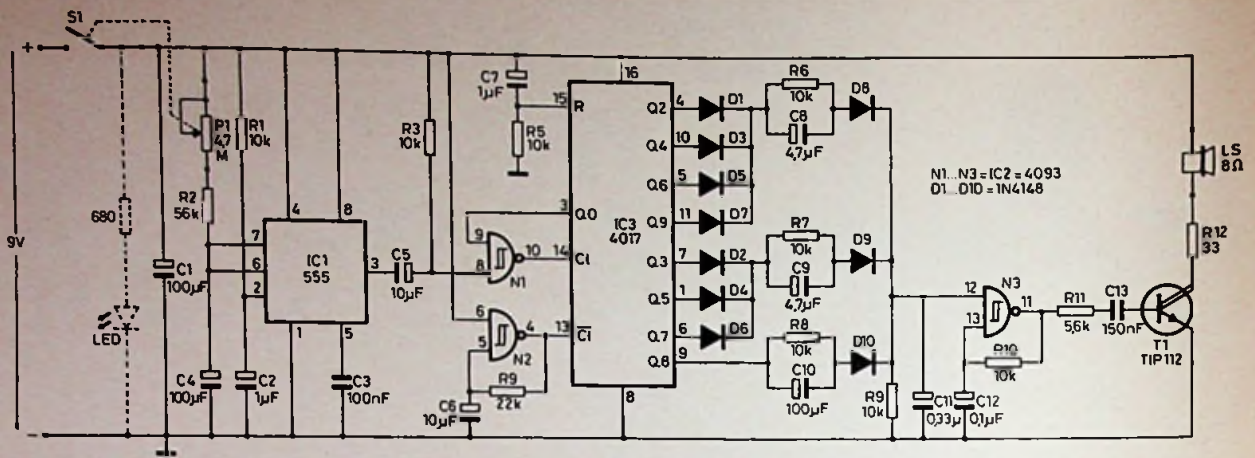 S1
+
9V
–
680
LED
C1
100µF
P1
4,7
M
R1
10k
R2
56k
4
8
7
6
2
IC1
555
3
1
5
C4
100µF
C2
1µF
C3
100nF
C5
10µF
R3
10k
C7
1µF
R5
10k
15
R
16
3
Q0
9
8
10
N1
14
Cl
6
5
4
N2
13
Cl
R9
22k
C6
10µF
IC3
4017
8
Q2
4
D1
Q4
10
D3
Q6
5
D5
Q9
11
D7
Q3
7
D2
Q5
1
D4
Q7
6
D6
Q8
9
R6
10k
C8
4,7µF
D8
R7
10k
C9
4,7µF
D9
R8
10k
C10
100µF
D10
R9
10k
N1...N3=IC2=4093
D1...D10=1N4148
C11
0,33µ
C12
0,1µF
12
13
N3
11
R10
10k
R11
5,6k
C13
150nF
T1
TIP112
LS
8Ω
R12
33